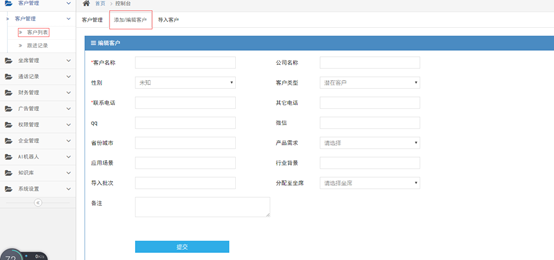 客户管理
首页 > 控制台
客户管理
> 客户列表
> 跟进记录
坐席管理
通话记录
财务管理
广告管理
权限管理
企业管理
AI机器人
知识库
系统设置
客户管理 添加/编辑客户 导入客户
编辑客户
*客户名称 公司名称
性别 未知 客户类型 潜在客户
*联系电话 其它电话
qq 微信
省份城市 产品需求 请选择
应用场景 行业背景
导入批次 分配至坐席 请选择坐席
备注
提交